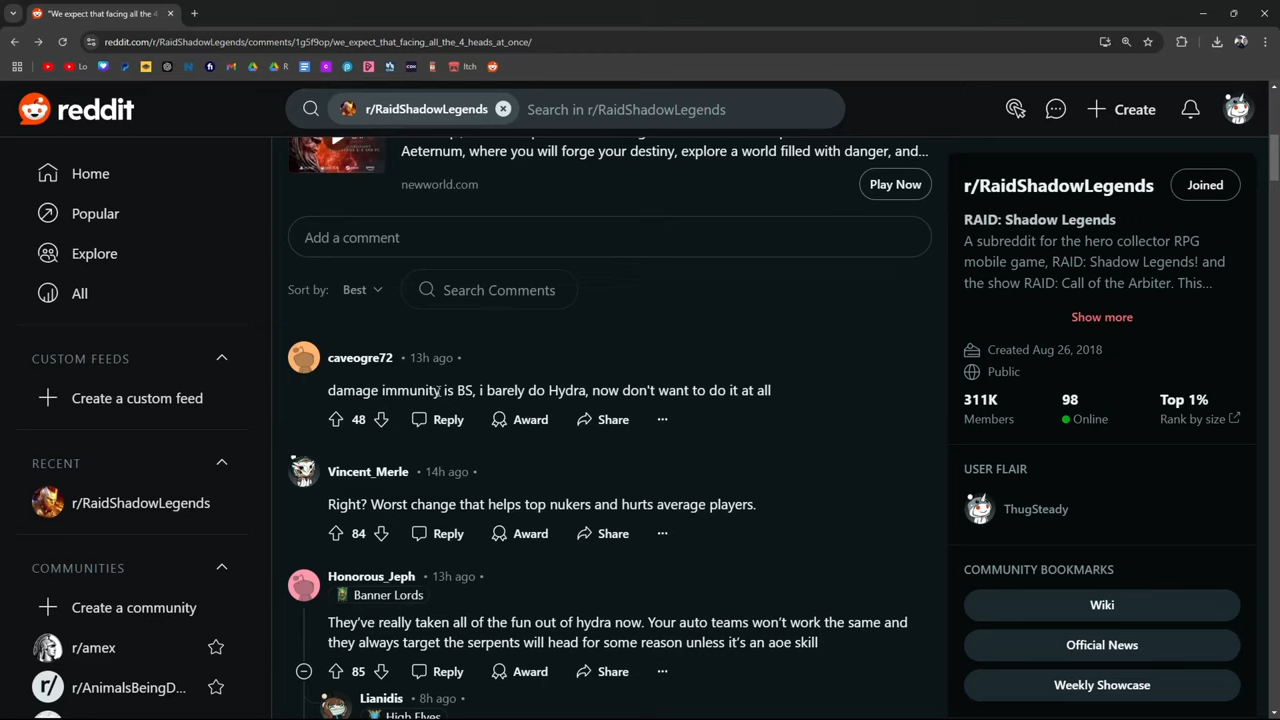 "We expect that facing all the 4
reddit.com/r/RaidShadowLegends/comments/1g5f9op/we_expect_that_facing_all_the_4_heads_at_once/
Lo
R
Itch
reddit
r/RaidShadowLegends
Search in r/RaidShadowLegends
Create
Home
Popular
Explore
All
CUSTOM FEEDS
Create a custom feed
RECENT
r/RaidShadowLegends
COMMUNITIES
Create a community
r/amex
r/AnimalsBeingD...
Aeternum, where you will forge your destiny, explore a world filled with danger, and...
newworld.com
Play Now
Add a comment
Sort by: Best
Search Comments
caveogre72 • 13h ago •
damage immunity is BS, i barely do Hydra, now don't want to do it at all
48 Reply Award Share ...
Vincent_Merle • 14h ago •
Right? Worst change that helps top nukers and hurts average players.
84 Reply Award Share ...
Honorous_Jeph • 13h ago •
Banner Lords
They've really taken all of the fun out of hydra now. Your auto teams won't work the same and
they always target the serpents will head for some reason unless it's an aoe skill
85 Reply Award Share ...
Lianidis • 8h ago •
High Elves
r/RaidShadowLegends
Joined
RAID: Shadow Legends
A subreddit for the hero collector RPG
mobile game, RAID: Shadow Legends! and
the show RAID: Call of the Arbiter. This...
Show more
Created Aug 26, 2018
Public
311K 98 Top 1%
Members Online Rank by size
USER FLAIR
ThugSteady
COMMUNITY BOOKMARKS
Wiki
Official News
Weekly Showcase